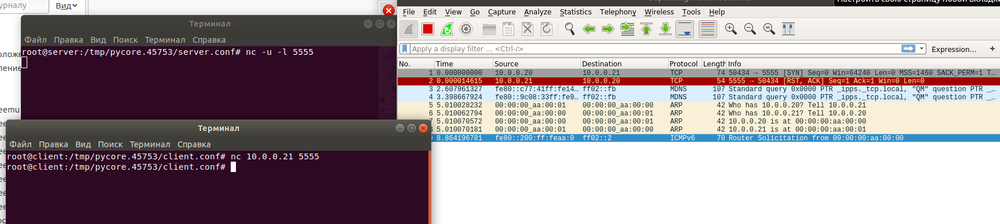 урналу
Вид
Настроить свою страницу новой вкладки
File Edit View Go Capture Analyze Statistics Telephony Wireless Tools Help
Терминал
Файл Правка Вид Поиск Терминал Справка
root@server:/tmp/pycore.45753/server.conf# nc -u -l 5555
Apply a display filter … <Ctrl-/>
Expression… +
No. Time Source Destination Protocol Length Info
1 0.000000000 10.0.0.20 10.0.0.21 TCP 74 50434 → 5555 [SYN] Seq=0 Win=64240 Len=0 MSS=1460 SACK_PERM=1 T…
2 0.000014615 10.0.0.21 10.0.0.20 TCP 54 5555 → 50434 [RST, ACK] Seq=1 Ack=1 Win=0 Len=0
3 2.607961327 fe80::c77:41ff:fe14… ff02::fb MDNS 107 Standard query 0x0000 PTR _ipps._tcp.local, "QM" question PTR _…
4 3.398667924 fe80::9c08:33ff:fe9… ff02::fb MDNS 107 Standard query 0x0000 PTR _ipps._tcp.local, "QM" question PTR _…
5 5.010028232 00:00:00_aa:00:01 00:00:00_aa:00:00 ARP 42 Who has 10.0.0.20? Tell 10.0.0.21
6 5.010062794 00:00:00_aa:00:00 00:00:00_aa:00:01 ARP 42 Who has 10.0.0.21? Tell 10.0.0.20
7 5.010070572 00:00:00_aa:00:00 00:00:00_aa:00:01 ARP 42 10.0.0.20 is at 00:00:00:aa:00:00
8 5.010070181 00:00:00_aa:00:01 00:00:00_aa:00:00 ARP 42 10.0.0.21 is at 00:00:00:aa:00:01
8.864196781 fe80::200:ff:feaa:0 ff02::2 ICMPv6 70 Router Solicitation from 00:00:00:aa:00:00
Терминал
Файл Правка Вид Поиск Терминал Справка
root@client:/tmp/pycore.45753/client.conf# nc 10.0.0.21 5555
root@client:/tmp/pycore.45753/client.conf#